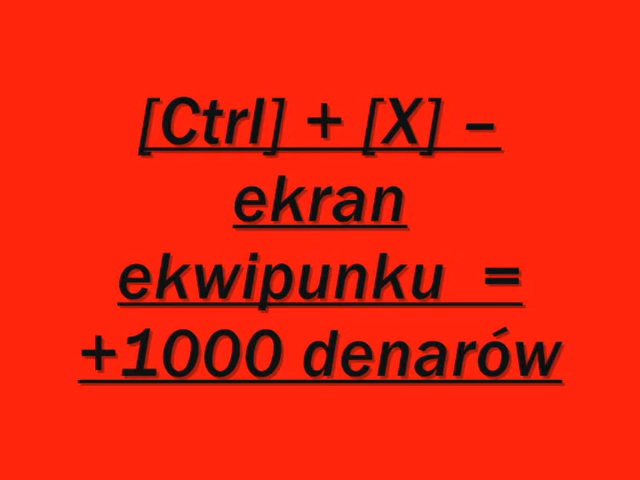 [Ctrl] + [X] –
ekran
ekwipunku =
+1000 denarów